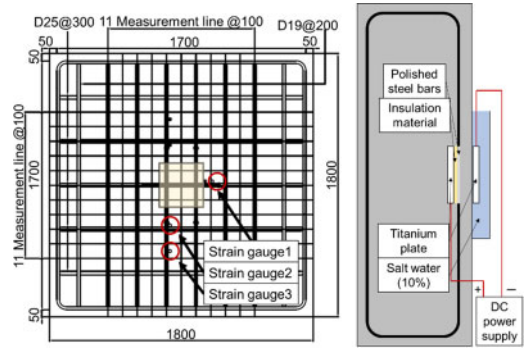 D25@300 11 Measurement line @100 D19@200
50 1700 50
50
11 Measurement line @100
1700
1800
50
Strain gauge1
Strain gauge2
Strain gauge3
1800
Polished
steel bars
Insulation
material
Titanium
plate
Salt water
(10%)
+ −
DC
power
supply